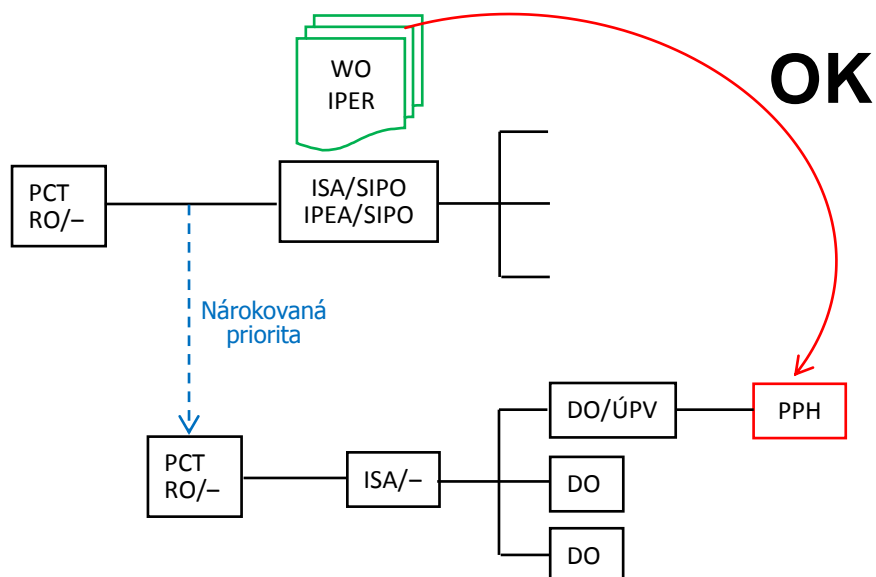 WO
IPER
OK
PCT
RO/–
ISA/SIPO
IPEA/SIPO
Nárokovaná
priorita
DO/ÚPV
PPH
PCT
RO/–
ISA/–
DO
DO